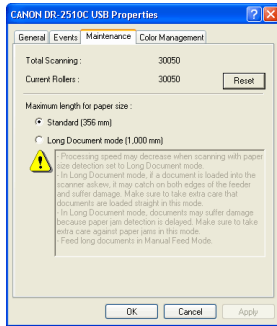 CANON DR-2510C USB Properties
General Events Maintenance Color Management
Total Scanning : 30050
Current Rollers : 30050 Reset
Maximum length for paper size :
Standard (356 mm)
Long Document mode (1,000 mm)
- Processing speed may decrease when scanning with paper
size detection set to Long Document mode.
- In Long Document mode, if a document is loaded into the
scanner askew, it may catch on both edges of the feeder
and suffer damage. Make sure to take extra care that
documents are loaded straight in this mode.
- In Long Document mode, documents may suffer damage
because paper jam detection is delayed. Make sure to take
extra care against paper jams in this mode.
- Feed long documents in Manual Feed Mode.
OK Cancel Apply